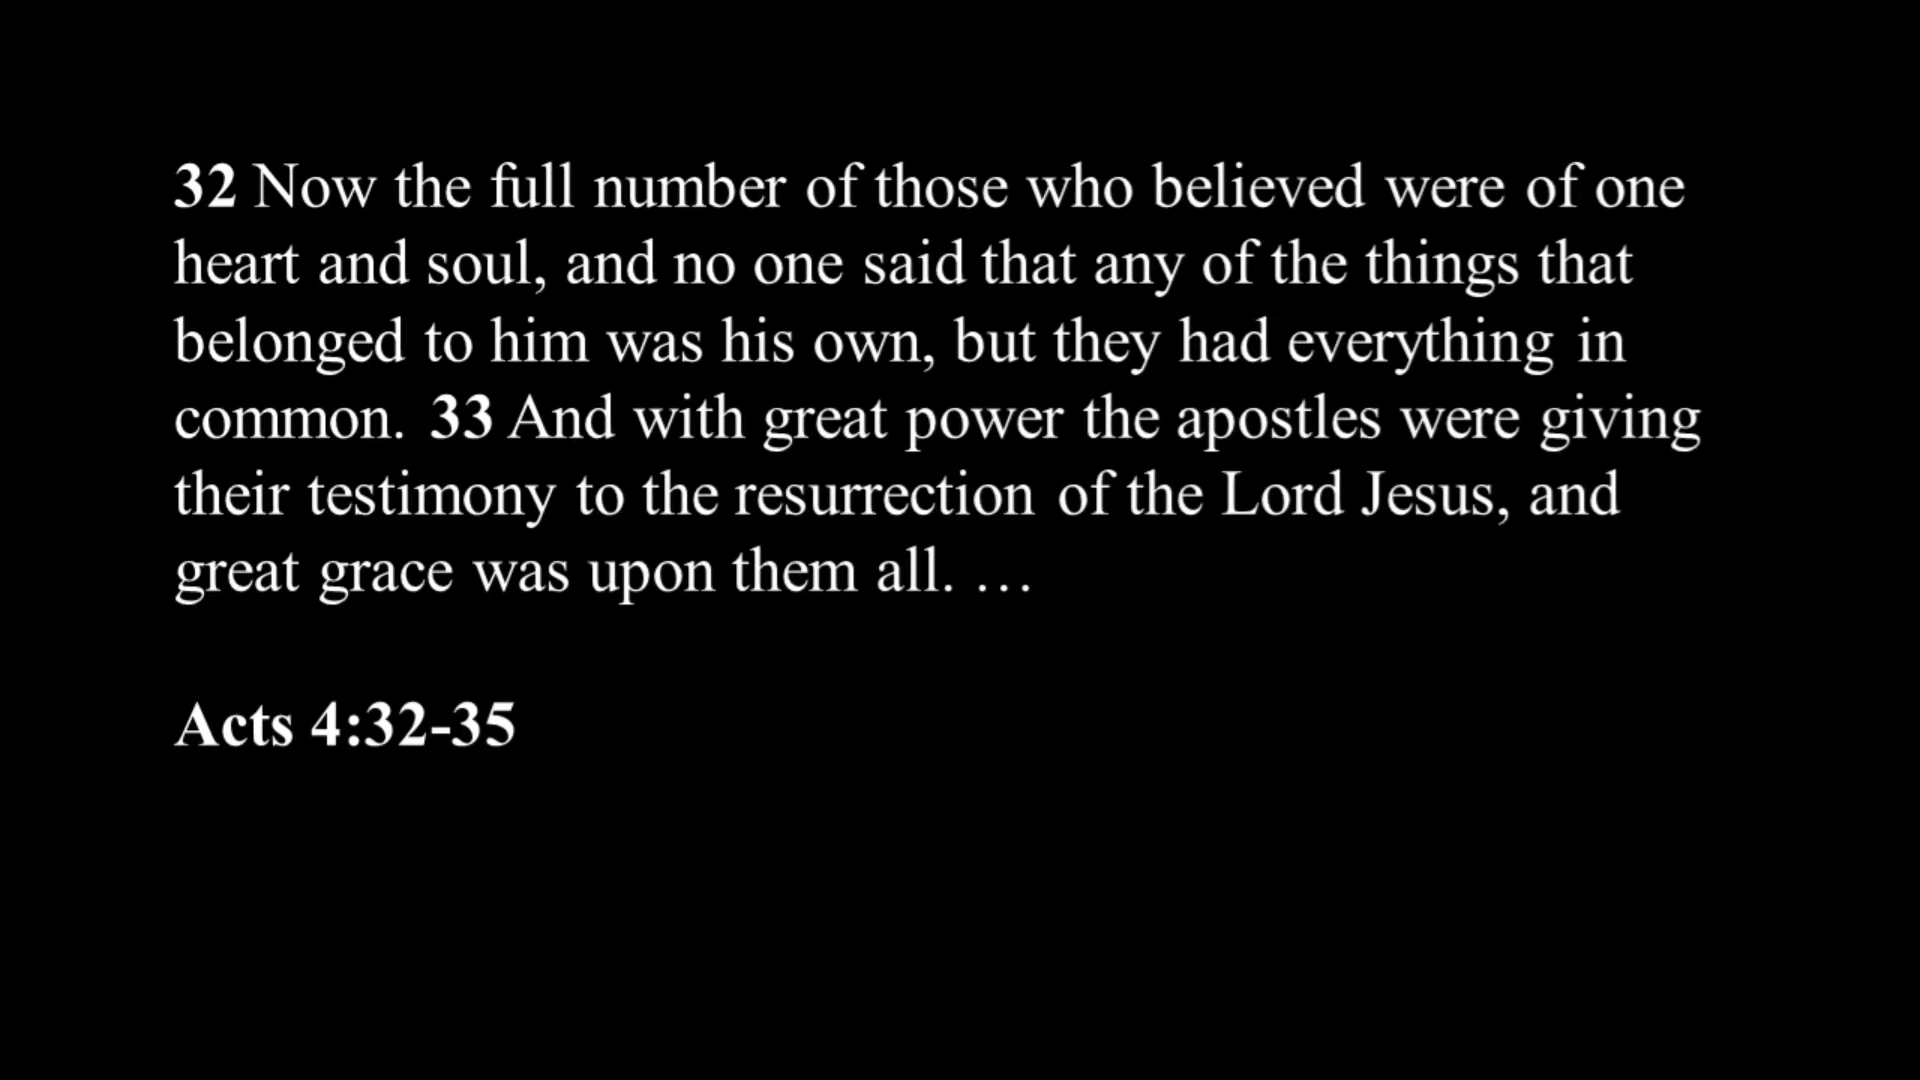 32 Now the full number of those who believed were of one
heart and soul, and no one said that any of the things that
belonged to him was his own, but they had everything in
common. 33 And with great power the apostles were giving
their testimony to the resurrection of the Lord Jesus, and
great grace was upon them all. …
Acts 4:32-35